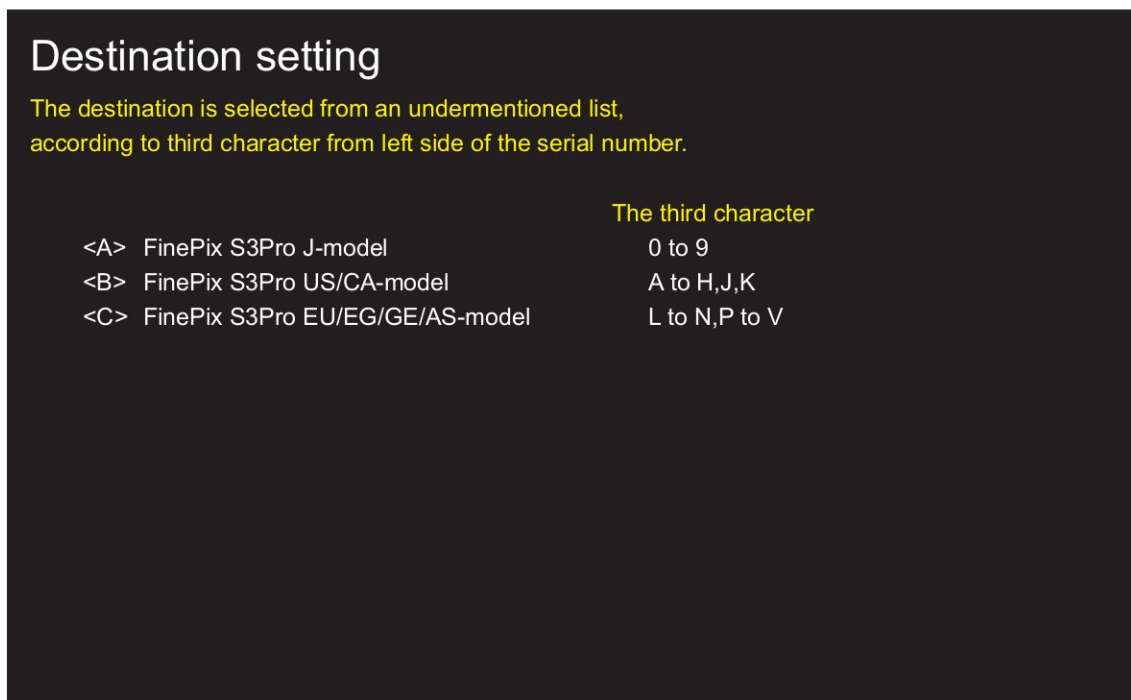 Destination setting
The destination is selected from an undermentioned list,
according to third character from left side of the serial number.
The third character
<A> FinePix S3Pro J-model 0 to 9
<B> FinePix S3Pro US/CA-model A to H,J,K
<C> FinePix S3Pro EU/EG/GE/AS-model L to N,P to V